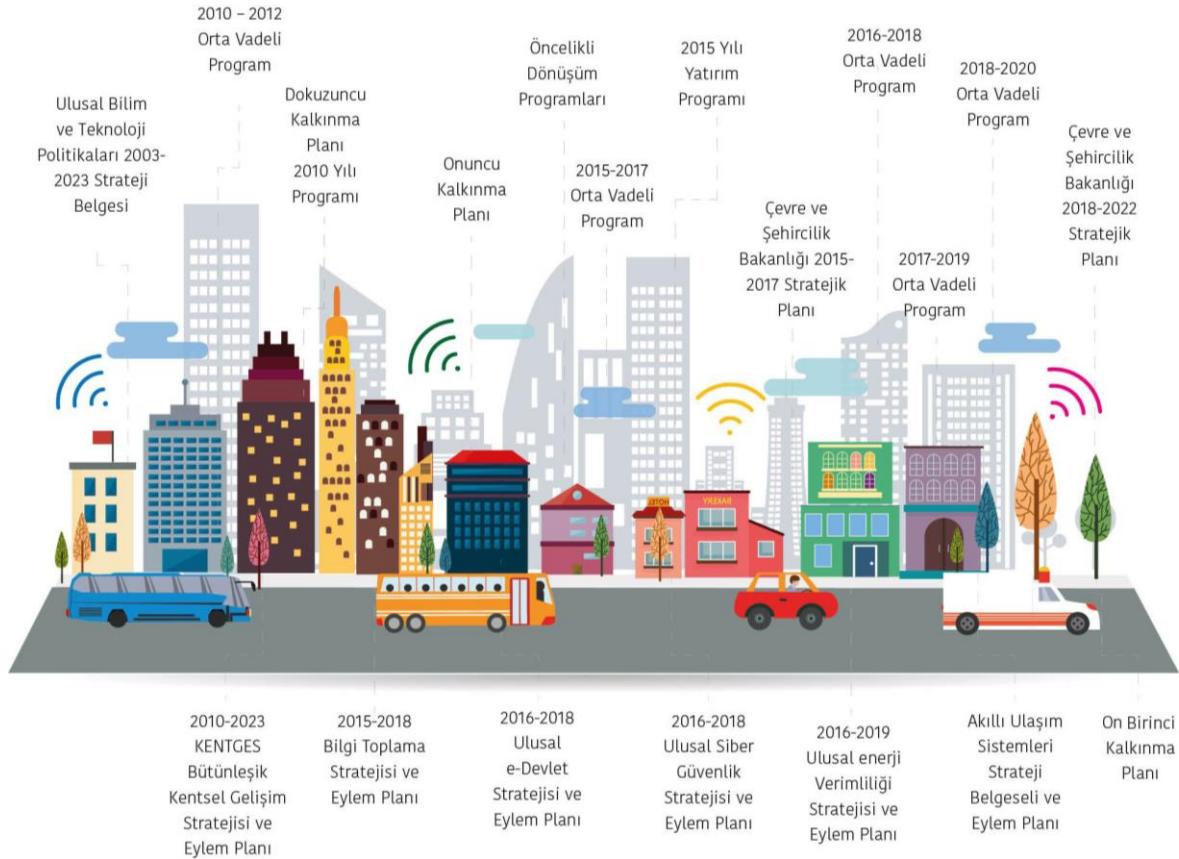 2010 – 2012
Orta Vadeli
Program
Ulusal Bilim
ve Teknoloji
Politikaları 2003-
2023 Strateji
Belgesi
Dokuzuncu
Kalkınma
Planı
2010 Yılı
Programı
Onuncu
Kalkınma
Planı
Öncelikli
Dönüşüm
Programları
2015-2017
Orta Vadeli
Program
2015 Yılı
Yatırım
Programı
Çevre ve
Şehircilik
Bakanlığı 2015-
2017 Stratejik
Planı
2016-2018
Orta Vadeli
Program
2017-2019
Orta Vadeli
Program
2018-2020
Orta Vadeli
Program
Çevre ve
Şehircilik
Bakanlığı
2018-2022
Stratejik
Planı
HOTEL
BAKERY
2010-2023
KENTGES
Bütünleşik
Kentsel Gelişim
Stratejisi ve
Eylem Planı
2015-2018
Bilgi Toplama
Stratejisi ve
Eylem Planı
2016-2018
Ulusal
e-Devlet
Stratejisi ve
Eylem Planı
2016-2018
Ulusal Siber
Güvenlik
Stratejisi ve
Eylem Planı
2016-2019
Ulusal enerji
Verimliliği
Stratejisi ve
Eylem Planı
Akıllı Ulaşım
Sistemleri
Strateji
Belgeseli ve
Eylem Planı
On Birinci
Kalkınma
Planı